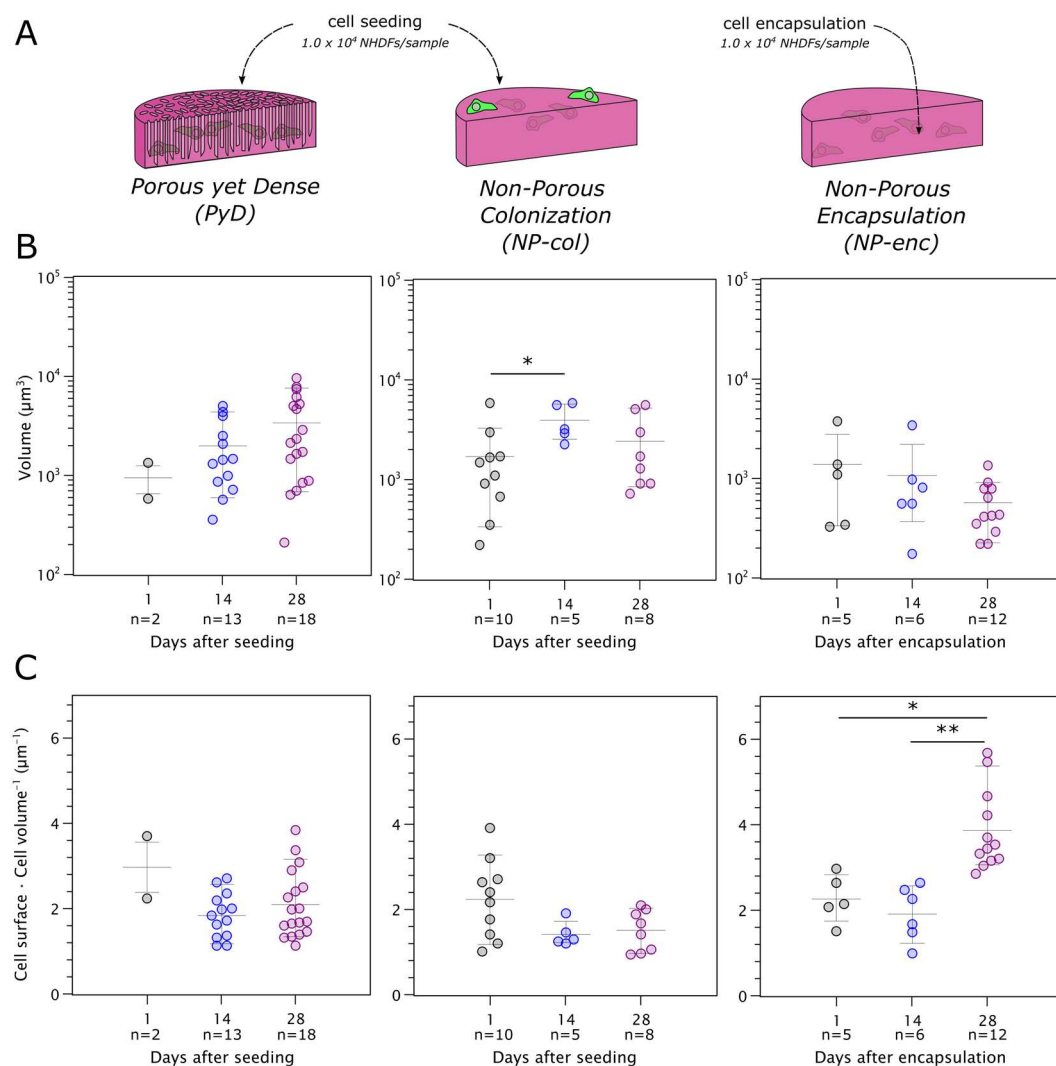 A
cell seeding
1.0 x 10⁴ NHDFs/sample
cell encapsulation
1.0 x 10⁴ NHDFs/sample
Porous yet Dense
(PyD)
Non-Porous
Colonization
(NP-col)
Non-Porous
Encapsulation
(NP-enc)
B
Volume (µm³)
10⁵
10⁴
10³
10²
1
14
28
n=2
n=13
n=18
Days after seeding
10⁵
10⁴
10³
10²
*
1
14
28
n=10
n=5
n=8
Days after seeding
10⁵
10⁴
10³
10²
1
14
28
n=5
n=6
n=12
Days after encapsulation
C
Cell surface · Cell volume⁻¹ (µm⁻¹)
6
4
2
0
1
14
28
n=2
n=13
n=18
Days after seeding
6
4
2
0
1
14
28
n=10
n=5
n=8
Days after seeding
6
4
2
0
*
**
1
14
28
n=5
n=6
n=12
Days after encapsulation